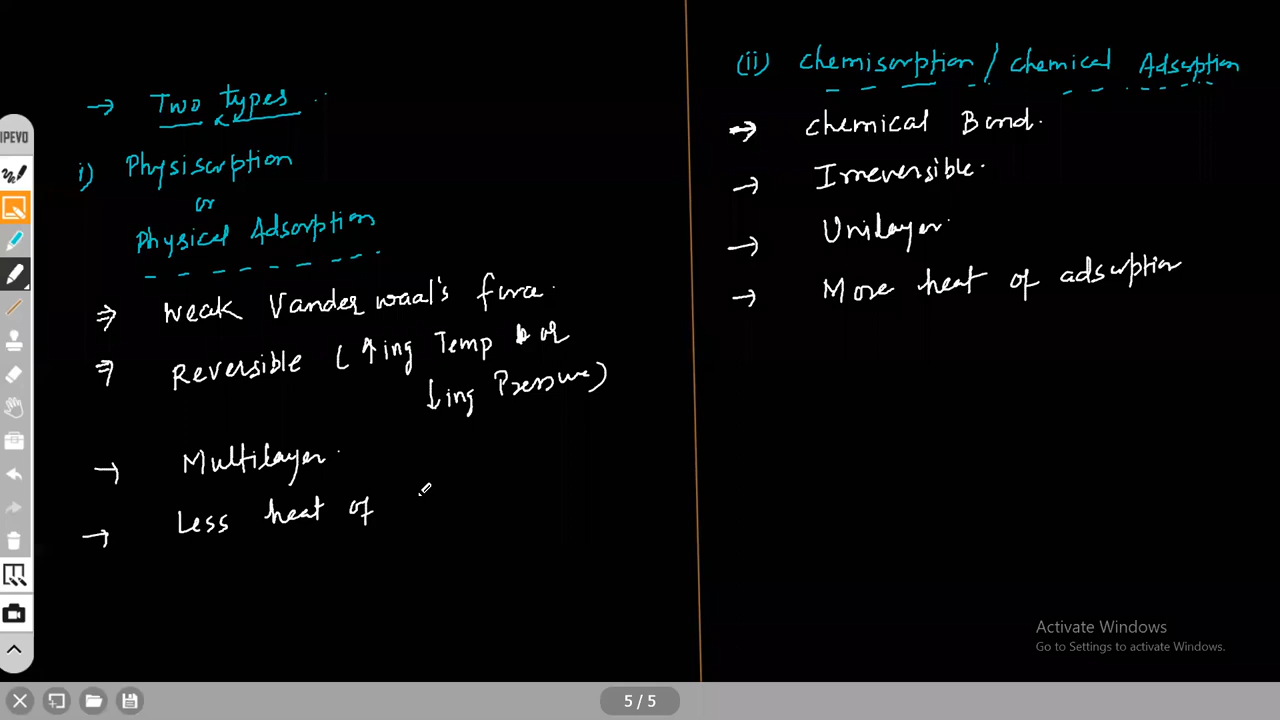 → Two types
i) Physisorption
or
Physical Adsorption
⇒ Weak Vander waal's force.
⇒ Reversible (↑ing Temp or
↓ing Pressure)
→ Multilayer.
→ Less heat of
(ii) Chemisorption / chemical Adsorption
→ Chemical Bond.
→ Irreversible.
→ Unilayer.
→ More heat of adsorption
IPEVO
Activate Windows
Go to Settings to activate Windows.
5 / 5